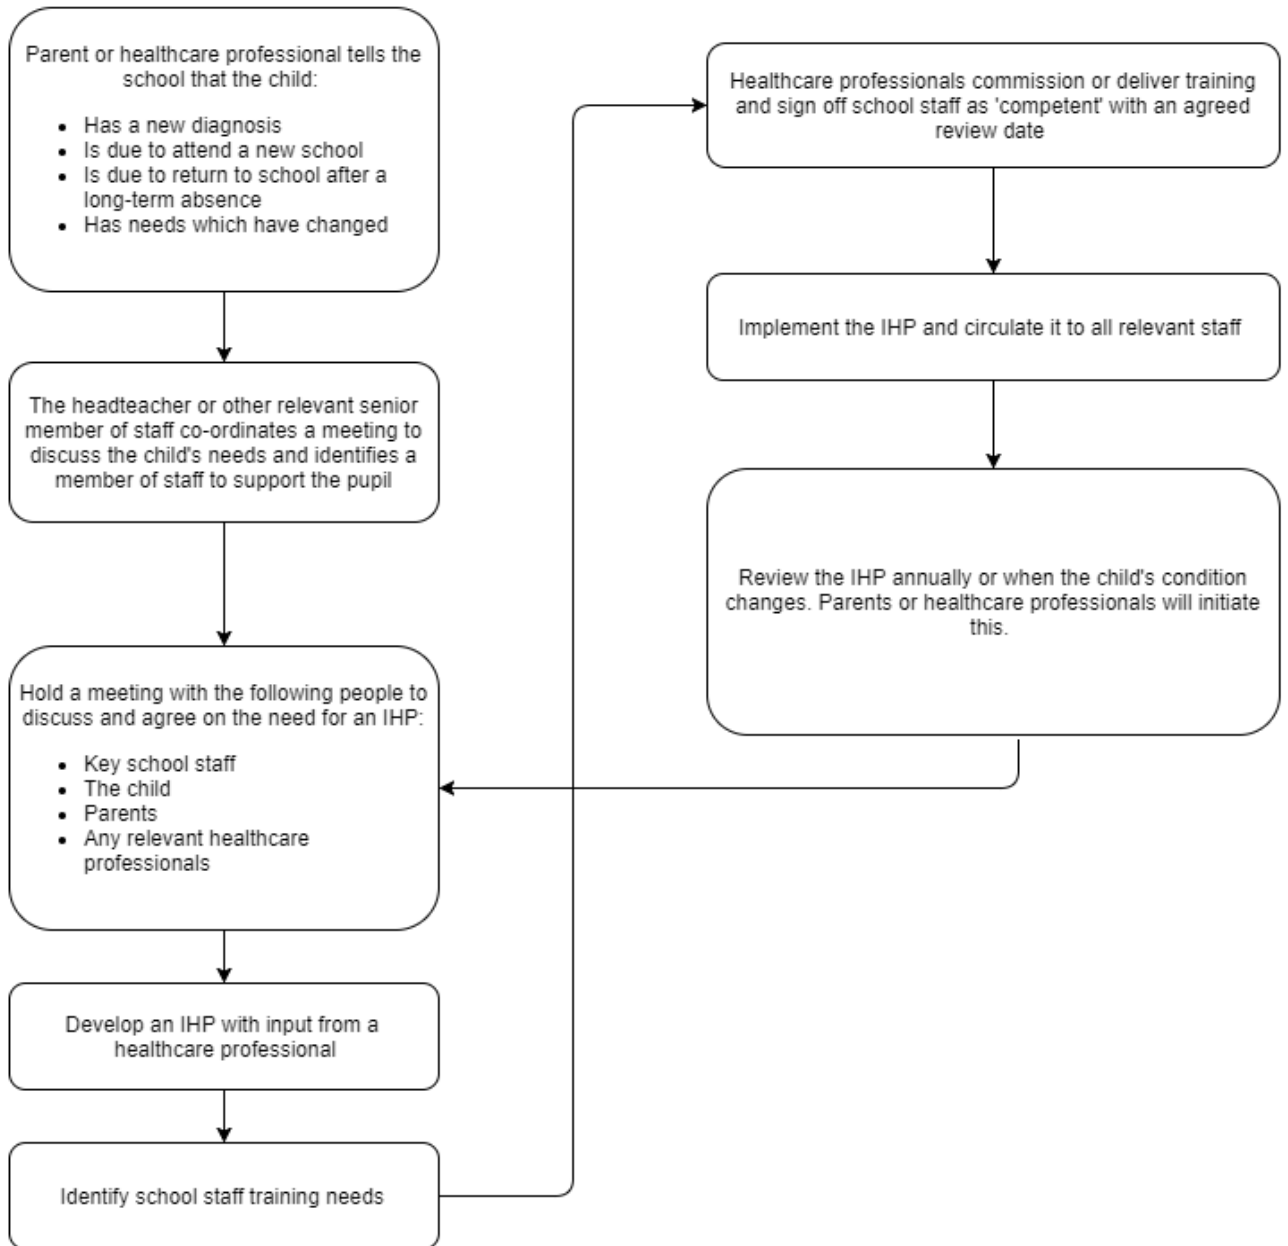 Parent or healthcare professional tells the
school that the child:
• Has a new diagnosis
• Is due to attend a new school
• Is due to return to school after a
long-term absence
• Has needs which have changed
The headteacher or other relevant senior
member of staff co-ordinates a meeting to
discuss the child's needs and identifies a
member of staff to support the pupil
Hold a meeting with the following people to
discuss and agree on the need for an IHP:
• Key school staff
• The child
• Parents
• Any relevant healthcare
professionals
Develop an IHP with input from a
healthcare professional
Identify school staff training needs
Healthcare professionals commission or deliver training
and sign off school staff as 'competent' with an agreed
review date
Implement the IHP and circulate it to all relevant staff
Review the IHP annually or when the child's condition
changes. Parents or healthcare professionals will initiate
this.